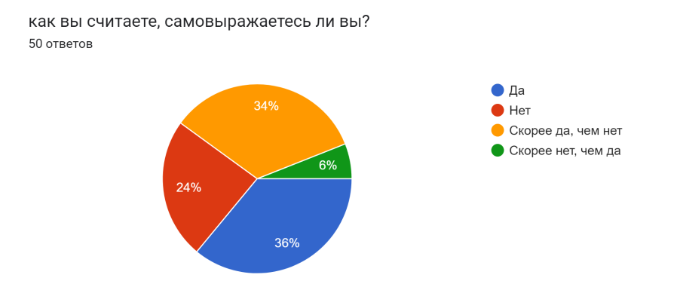 как вы считаете, самовыражаетесь ли вы?
50 ответов
34%
6%
24%
36%
Да
Нет
Скорее да, чем нет
Скорее нет, чем да